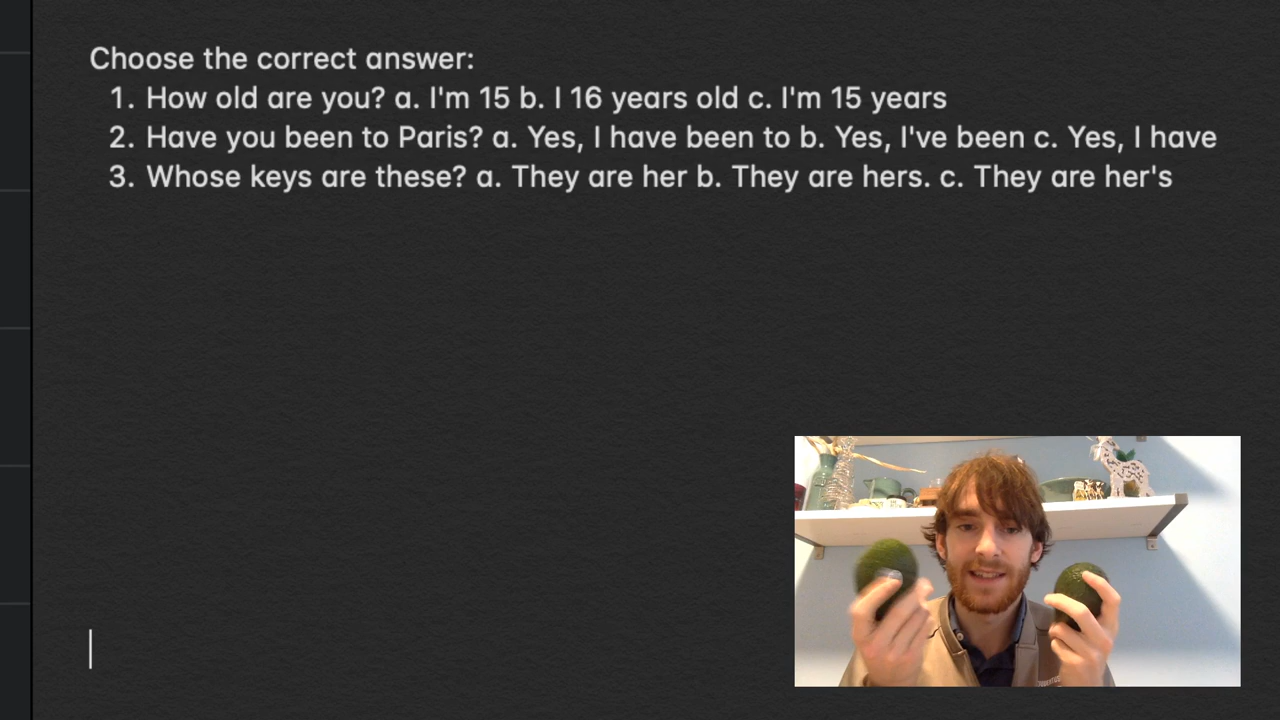 Choose the correct answer:
1. How old are you? a. I'm 15 b. I 16 years old c. I'm 15 years
2. Have you been to Paris? a. Yes, I have been to b. Yes, I've been c. Yes, I have
3. Whose keys are these? a. They are her b. They are hers. c. They are her's